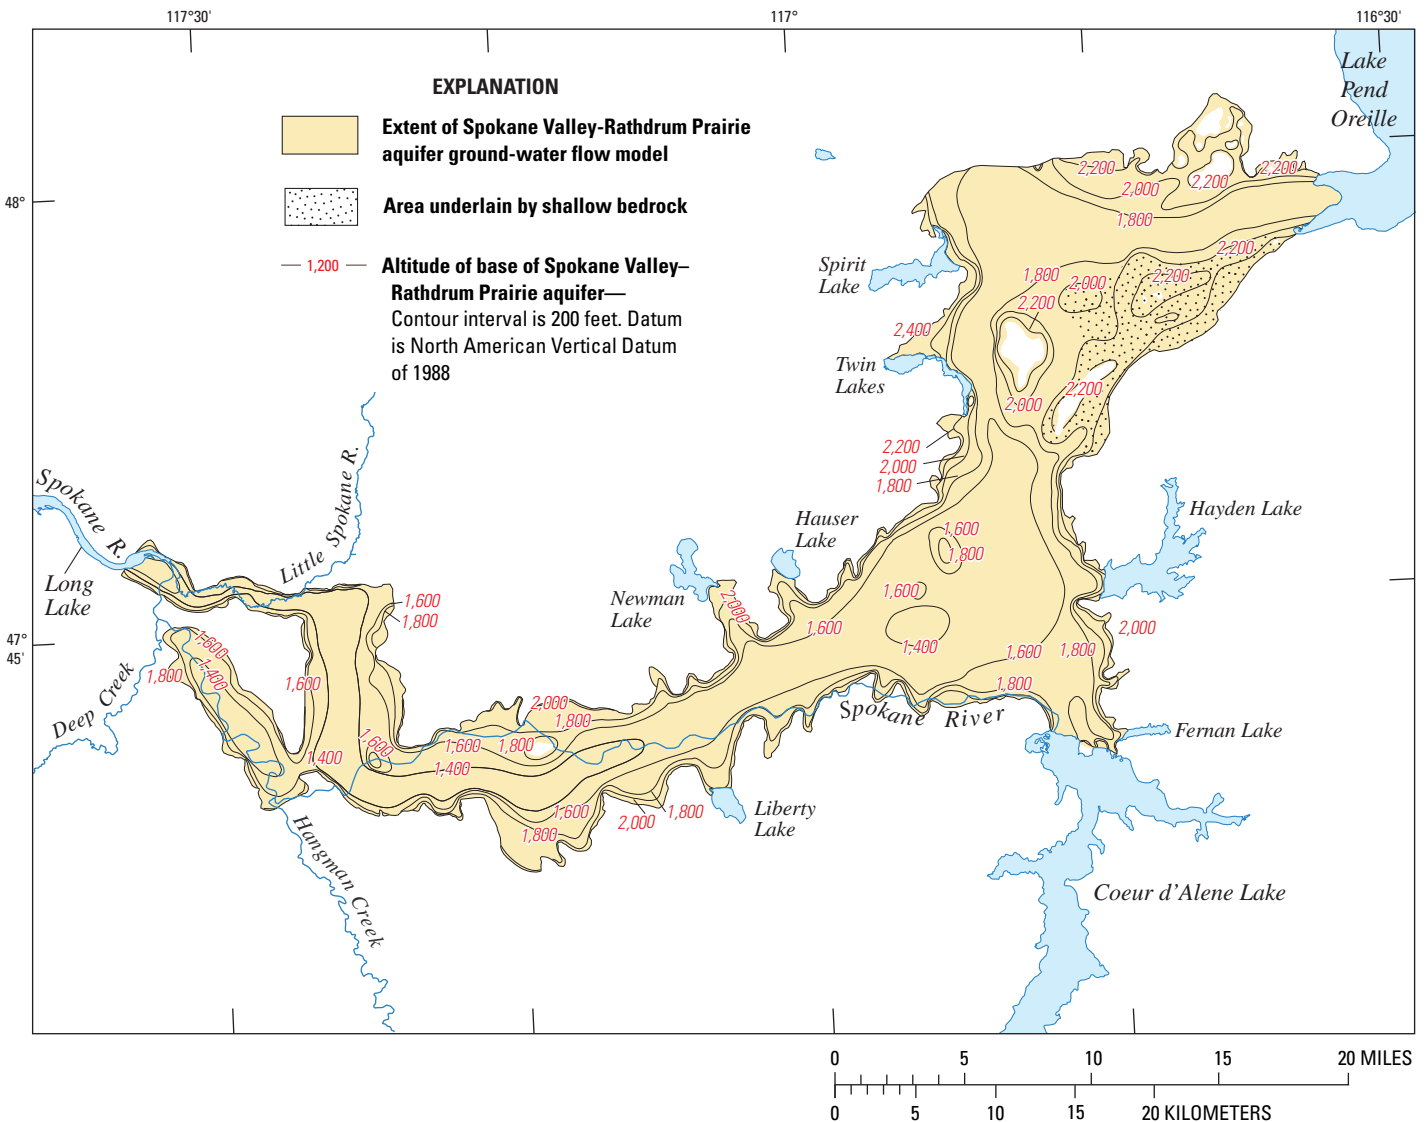 117°30'
117°
116°30'
EXPLANATION
Extent of Spokane Valley-Rathdrum Prairie
aquifer ground-water flow model
Area underlain by shallow bedrock
1,200
Altitude of base of Spokane Valley–
Rathdrum Prairie aquifer—
Contour interval is 200 feet. Datum
is North American Vertical Datum
of 1988
48°
47°
45'
Lake
Pend
Oreille
2,200
2,000
2,200
2,200
1,800
2,200
1,800
2,000
2,200
2,200
Spirit
Lake
2,400
Twin
Lakes
2,000
2,200
2,200
2,000
1,800
Hayden Lake
Hauser
Lake
1,600
1,800
1,600
Spokane R.
Little Spokane R.
Long
Lake
1,600
1,800
Newman
Lake
2,000
1,600
1,400
1,600
1,800
2,000
1,800
1,600
1,400
1,800
1,600
Deep Creek
2,000
1,800
1,600
1,600
1,800
1,400
1,400
Spokane River
Fernan Lake
1,600
1,800
2,000
1,800
Liberty
Lake
Hangman Creek
Coeur d'Alene Lake
0 5 10 15 20 MILES
0 5 10 15 20 KILOMETERS